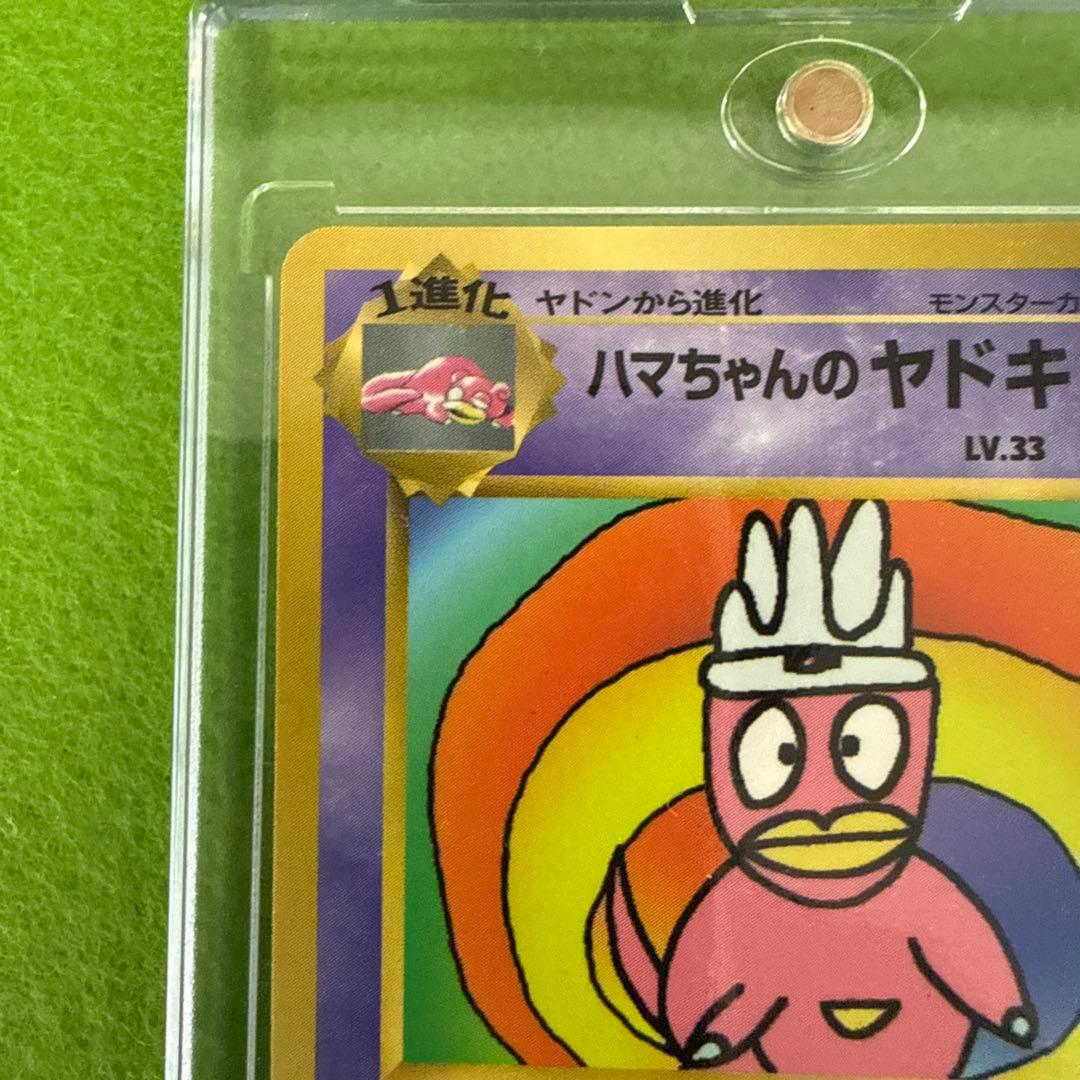 1進化
ヤドンから進化
モンスターカ
ハマちゃんのヤドキ
LV.33